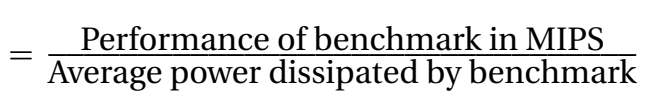 = Performance of benchmark in MIPS
Average power dissipated by benchmark